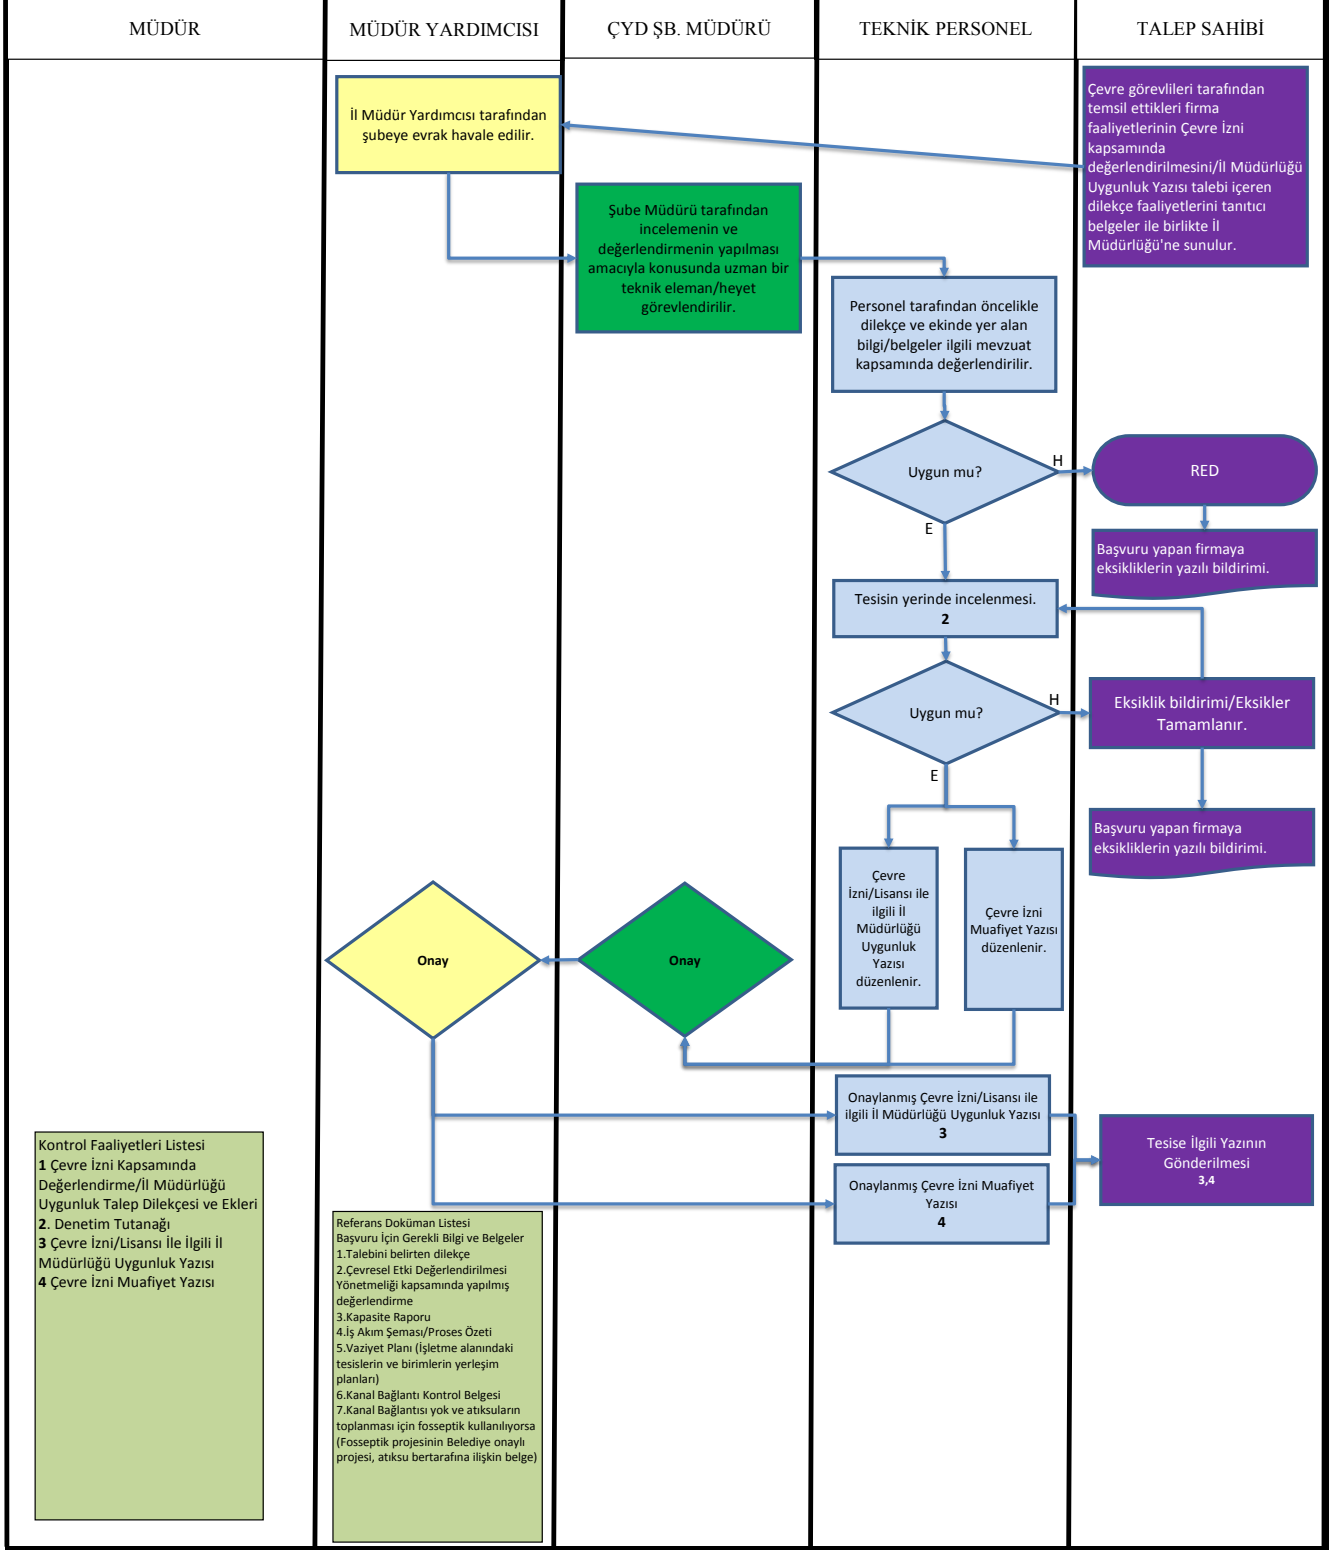 MÜDÜR
MÜDÜR YARDIMCISI
ÇYD ŞB. MÜDÜRÜ
TEKNİK PERSONEL
TALEP SAHİBİ
Çevre görevlileri tarafından
temsil ettikleri firma
faaliyetlerinin Çevre İzni
kapsamında
değerlendirilmesini/İl Müdürlüğü
Uygunluk Yazısı talebi içeren
dilekçe faaliyetlerini tanıtıcı
belgeler ile birlikte İl
Müdürlüğü'ne sunulur.
İl Müdür Yardımcısı tarafından
şubeye evrak havale edilir.
Şube Müdürü tarafından
incelemenin ve
değerlendirmenin yapılması
amacıyla konusunda uzman bir
teknik eleman/heyet
görevlendirilir.
Personel tarafından öncelikle
dilekçe ve ekinde yer alan
bilgi/belgeler ilgili mevzuat
kapsamında değerlendirilir.
Uygun mu?
H
E
RED
Başvuru yapan firmaya
eksikliklerin yazılı bildirimi.
Tesisin yerinde incelenmesi.
2
Uygun mu?
H
E
Eksiklik bildirimi/Eksikler
Tamamlanır.
Başvuru yapan firmaya
eksikliklerin yazılı bildirimi.
Çevre
İzni/Lisansı ile
ilgili İl
Müdürlüğü
Uygunluk
Yazısı
düzenlenir.
Çevre İzni
Muafiyet Yazısı
düzenlenir.
Onay
Onay
Onaylanmış Çevre İzni/Lisansı ile
ilgili İl Müdürlüğü Uygunluk Yazısı
3
Onaylanmış Çevre İzni Muafiyet
Yazısı
4
Tesise İlgili Yazının
Gönderilmesi
3,4
Kontrol Faaliyetleri Listesi
1 Çevre İzni Kapsamında
Değerlendirme/İl Müdürlüğü
Uygunluk Talep Dilekçesi ve Ekleri
2. Denetim Tutanağı
3 Çevre İzni/Lisansı İle İlgili İl
Müdürlüğü Uygunluk Yazısı
4 Çevre İzni Muafiyet Yazısı
Referans Doküman Listesi
Başvuru İçin Gerekli Bilgi ve Belgeler
1.Talebini belirten dilekçe
2.Çevresel Etki Değerlendirilmesi
Yönetmeliği kapsamında yapılmış
değerlendirme
3.Kapasite Raporu
4.İş Akım Şeması/Proses Özeti
5.Vaziyet Planı (İşletme alanındaki
tesislerin ve birimlerin yerleşim
planları)
6.Kanal Bağlantı Kontrol Belgesi
7.Kanal Bağlantısı yok ve atıksuların
toplanması için fosseptik kullanılıyorsa
(Fosseptik projesinin Belediye onaylı
projesi, atıksu bertarafına ilişkin belge)